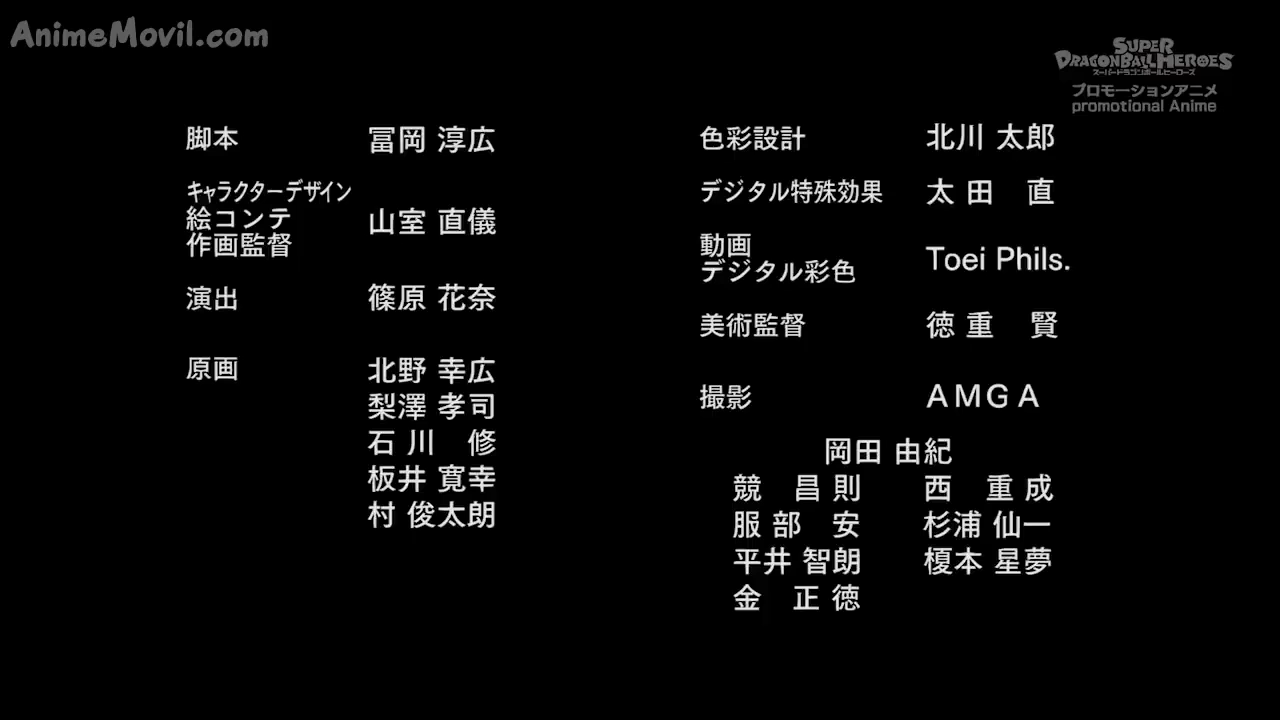 AnimeMovil.com
SUPER
DRAGONBALL HEROES
スーパードラゴンボールヒーローズ
プロモーションアニメ
promotional Anime
脚本 冨岡 淳広
キャラクターデザイン
絵コンテ
作画監督
山室 直儀
演出 篠原 花奈
原画 北野 幸広
梨澤 孝司
石川 修
板井 寛幸
村 俊太朗
色彩設計 北川 太郎
デジタル特殊効果 太田 直
動画
デジタル彩色
Toei Phils.
美術監督 徳重 賢
撮影 AMGA
岡田 由紀
競 昌則 西 重成
服部 安 杉浦 仙一
平井 智朗 榎本 星夢
金 正徳